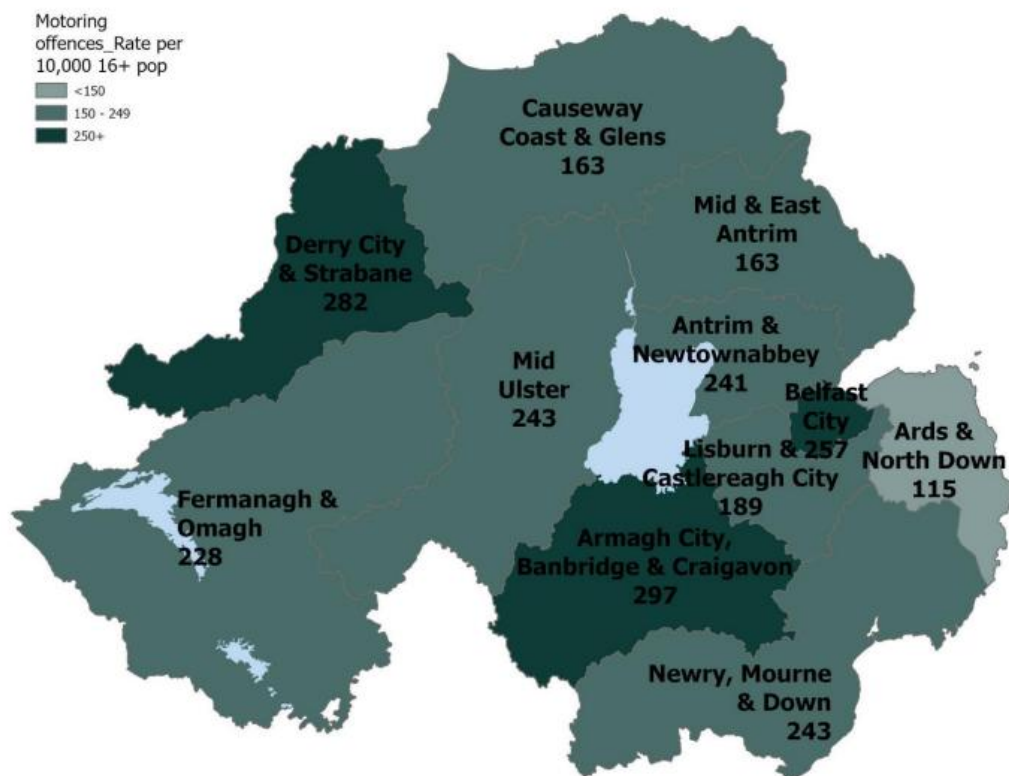 Motoring
offences_Rate per
10,000 16+ pop
<150
150 - 249
250+
Causeway
Coast & Glens
163
Mid & East
Antrim
163
Derry City
& Strabane
282
Antrim &
Newtownabbey
241
Mid
Ulster
243
Belfast
City
257
Ards &
North Down
115
Lisburn &
Castlereagh City
189
Fermanagh &
Omagh
228
Armagh City,
Banbridge & Craigavon
297
Newry, Mourne
& Down
243